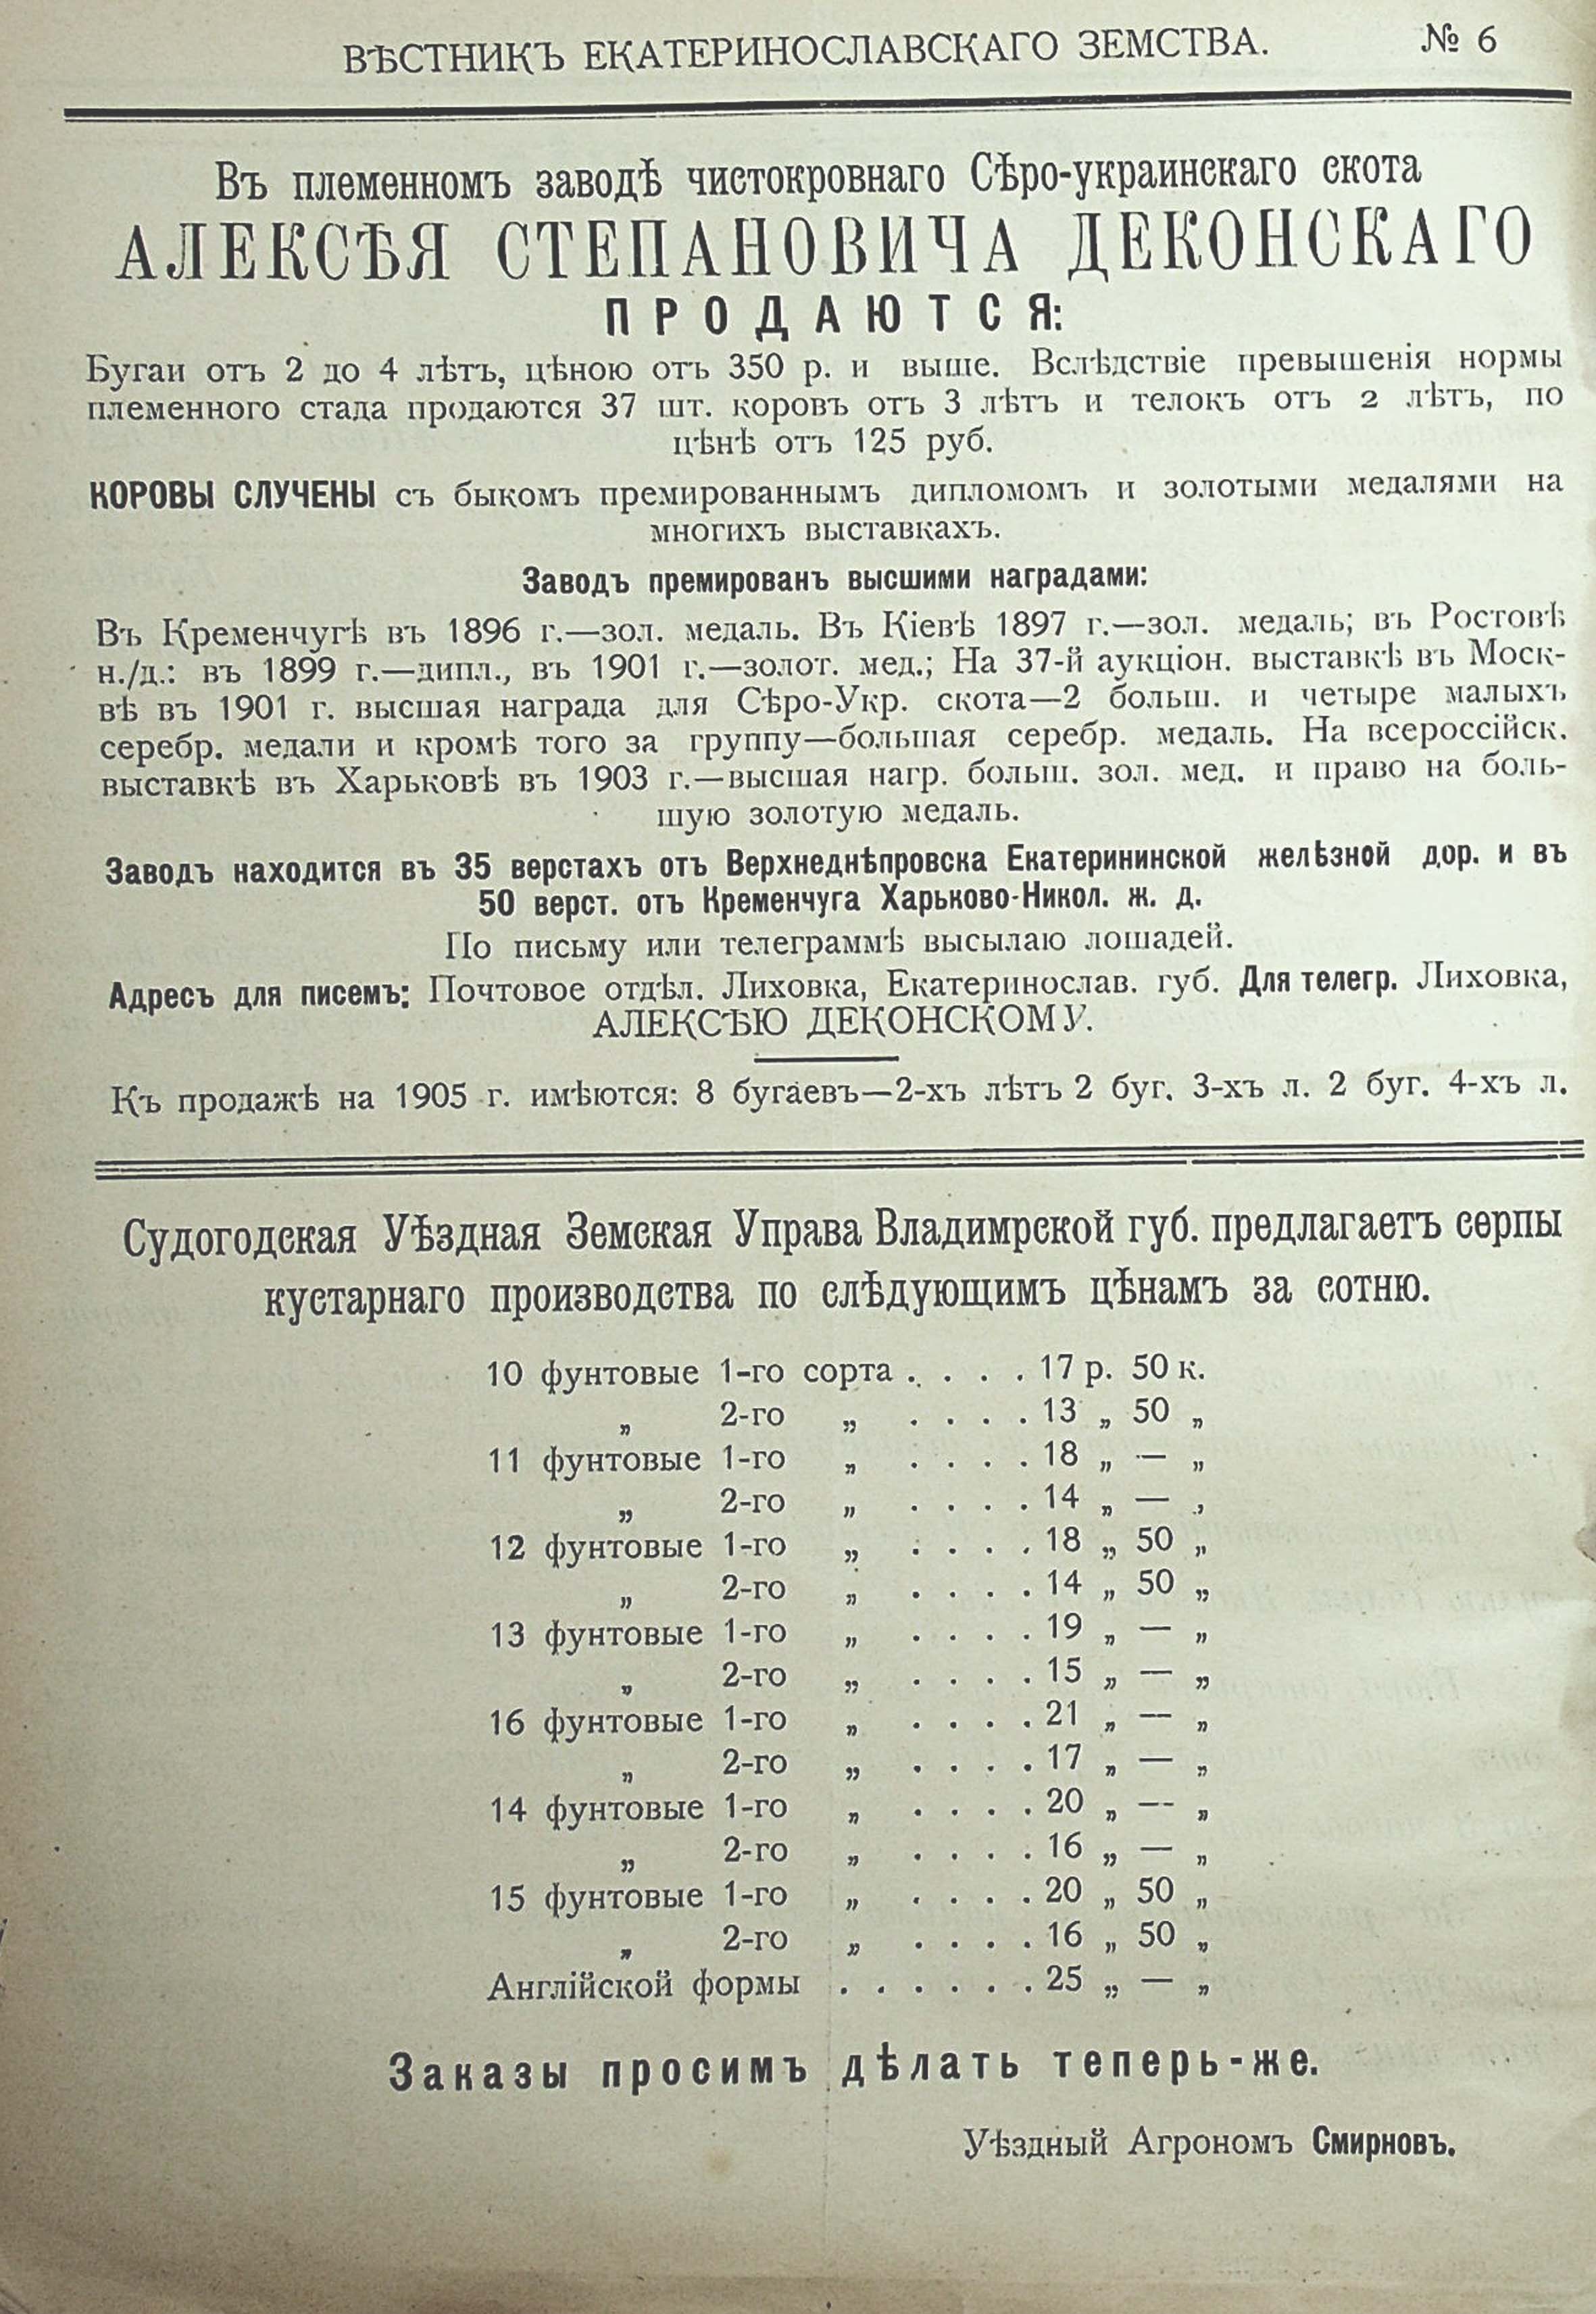 ВѢСТНИКЪ ЕКАТЕРИНОСЛАВСКАГО ЗЕМСТВА. № 6
Въ племенномъ заводѣ чистокровнаго Сѣро-украинскаго скота
АЛЕКСѢЯ СТЕПАНОВИЧА ДЕКОНСКАГО
ПРОДАЮТСЯ:
Бугаи отъ 2 до 4 лѣтъ, цѣною отъ 350 р. и выше. Вслѣдствіе превышенія нормы
племенного стада продаются 37 шт. коровъ отъ 3 лѣтъ и телокъ отъ 2 лѣтъ, по
цѣнѣ отъ 125 руб.
КОРОВЫ СЛУЧЕНЫ съ быкомъ премированнымъ дипломомъ и золотыми медалями на
многихъ выставкахъ.
Заводъ премированъ высшими наградами:
Въ Кременчугѣ въ 1896 г.—зол. медаль. Въ Кіевѣ 1897 г.—зол. медаль; въ Ростовѣ
н./д.: въ 1899 г.—дипл., въ 1901 г.—золот. мед.; На 37-й аукціон. выставкѣ въ Моск-
вѣ въ 1901 г. высшая награда для Сѣро-Укр. скота—2 больш. и четыре малыхъ
серебр. медали и кромѣ того за группу—большая серебр. медаль. На всероссійск.
выставкѣ въ Харьковѣ въ 1903 г.—высшая нагр. больш. зол. мед. и право на боль-
шую золотую медаль.
Заводъ находится въ 35 верстахъ отъ Верхнеднѣпровска Екатерининской желѣзной дор. и въ
50 верст. отъ Кременчуга Харьково-Никол. ж. д.
По письму или телеграммѣ высылаю лошадей.
Адресъ для писемъ: Почтовое отдѣл. Лиховка, Екатеринослав. губ. Для телегр. Лиховка,
АЛЕКСѢЮ ДЕКОНСКОМУ.
Къ продажѣ на 1905 г. имѣются: 8 бугаевъ—2-хъ лѣтъ 2 буг. 3-хъ л. 2 буг. 4-хъ л.
Судогодская Уѣздная Земская Управа Владимрской губ. предлагаетъ серпы
кустарнаго производства по слѣдующимъ цѣнамъ за сотню.
10 фунтовые 1-го сорта . . . . 17 р. 50 к.
„ 2-го „ . . . . 13 „ 50 „
11 фунтовые 1-го „ . . . . 18 „ — „
„ 2-го „ . . . . 14 „ — „
12 фунтовые 1-го „ . . . . 18 „ 50 „
„ 2-го „ . . . . 14 „ 50 „
13 фунтовые 1-го „ . . . . 19 „ — „
„ 2-го „ . . . . 15 „ — „
16 фунтовые 1-го „ . . . . 21 „ — „
„ 2-го „ . . . . 17 „ — „
14 фунтовые 1-го „ . . . . 20 „ — „
„ 2-го „ . . . . 16 „ — „
15 фунтовые 1-го „ . . . . 20 „ 50 „
„ 2-го „ . . . . 16 „ 50 „
Англійской формы . . . . . . 25 „ — „
Заказы просимъ дѣлать теперь-же.
Уѣздный Агрономъ Смирновъ.